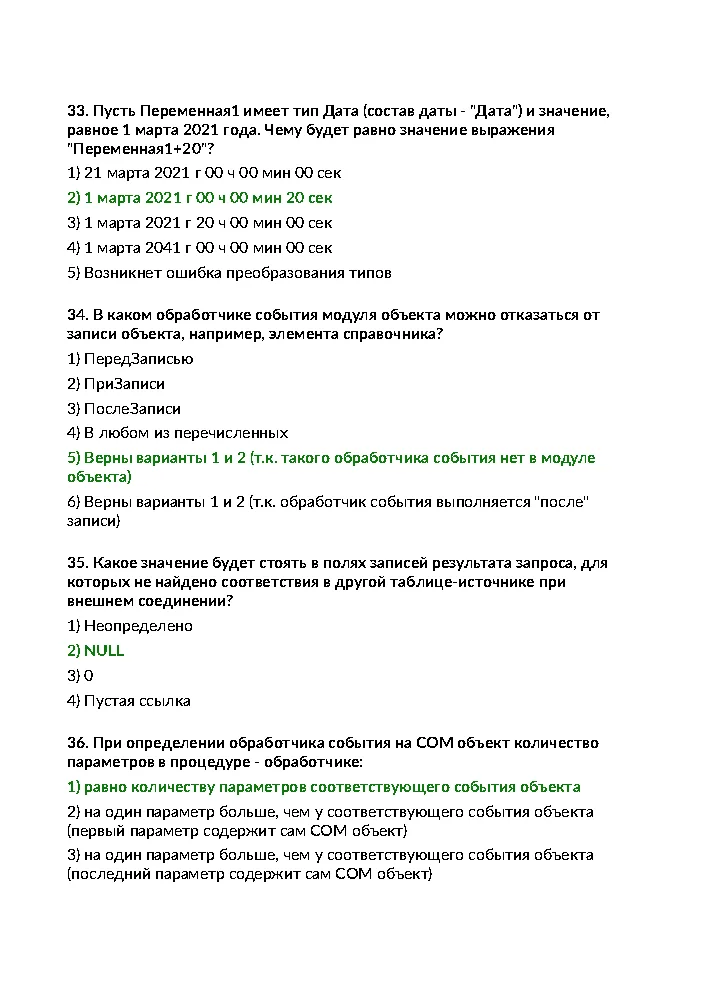 33. Пусть Переменная1 имеет тип Дата (состав даты - "Дата") и значение,
равное 1 марта 2021 года. Чему будет равно значение выражения
"Переменная1+20"?
1) 21 марта 2021 г 00 ч 00 мин 00 сек
2) 1 марта 2021 г 00 ч 00 мин 20 сек
3) 1 марта 2021 г 20 ч 00 мин 00 сек
4) 1 марта 2041 г 00 ч 00 мин 00 сек
5) Возникнет ошибка преобразования типов
34. В каком обработчике события модуля объекта можно отказаться от
записи объекта, например, элемента справочника?
1) ПередЗаписью
2) ПриЗаписи
3) ПослеЗаписи
4) В любом из перечисленных
5) Верны варианты 1 и 2 (т.к. такого обработчика события нет в модуле
объекта)
6) Верны варианты 1 и 2 (т.к. обработчик события выполняется "после"
записи)
35. Какое значение будет стоять в полях записей результата запроса, для
которых не найдено соответствия в другой таблице-источнике при
внешнем соединении?
1) Неопределено
2) NULL
3) 0
4) Пустая ссылка
36. При определении обработчика события на COM объект количество
параметров в процедуре - обработчике:
1) равно количеству параметров соответствующего события объекта
2) на один параметр больше, чем у соответствующего события объекта
(первый параметр содержит сам COM объект)
3) на один параметр больше, чем у соответствующего события объекта
(последний параметр содержит сам COM объект)